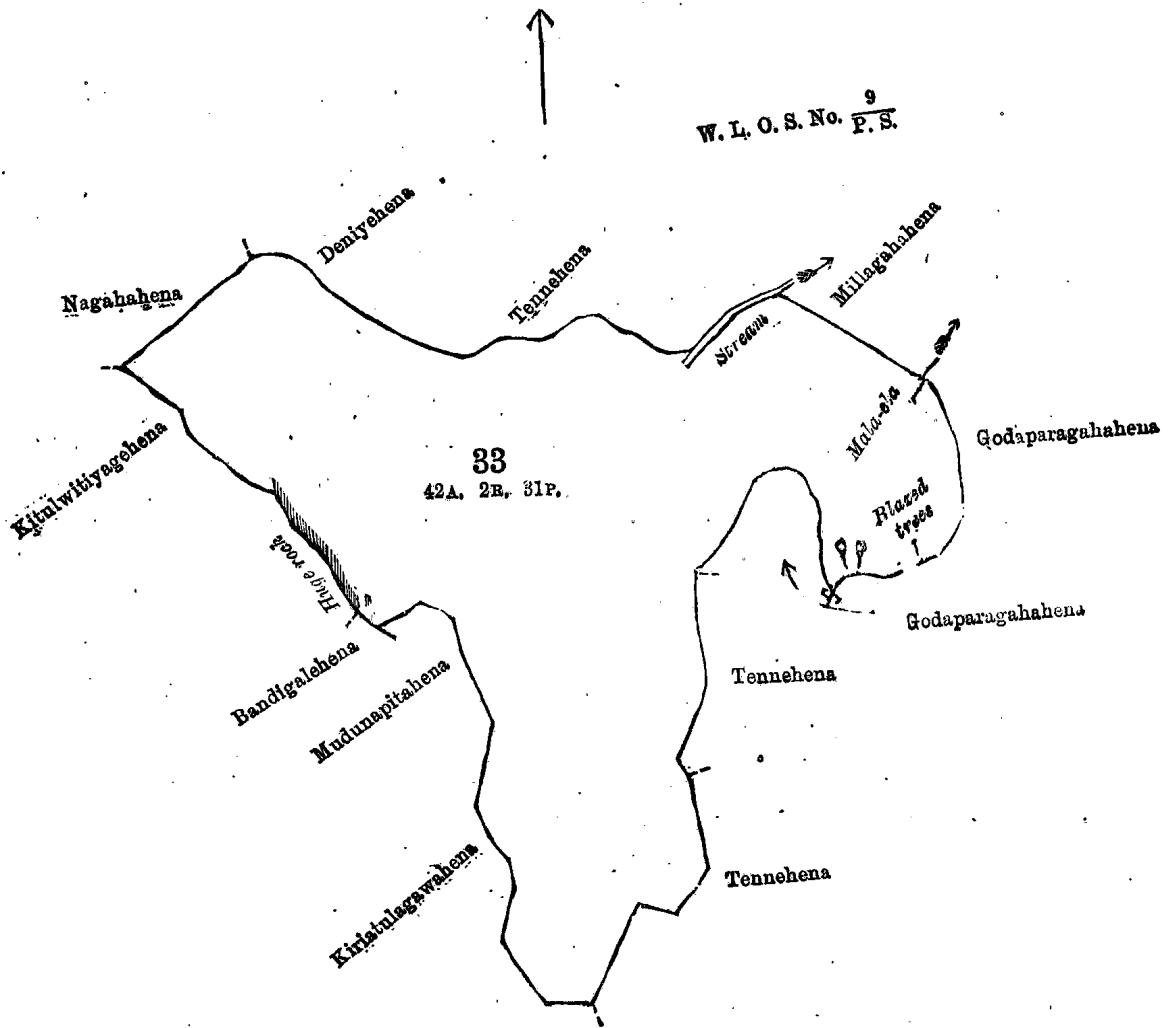 W. L. O. S. No. 9/P. S.
Deniyehena
Nagahahena
Tennehena
Millagahahena
Stream
Mala-ela
Godaparagahahena
Kitulwitiyagehena
33
42A. 2R. 31P.
Blazed
trees
Huge rock
Godaparagahahena
Bandigalehena
Mudunapitahena
Tennehena
Kiriatulagawahena
Tennehena